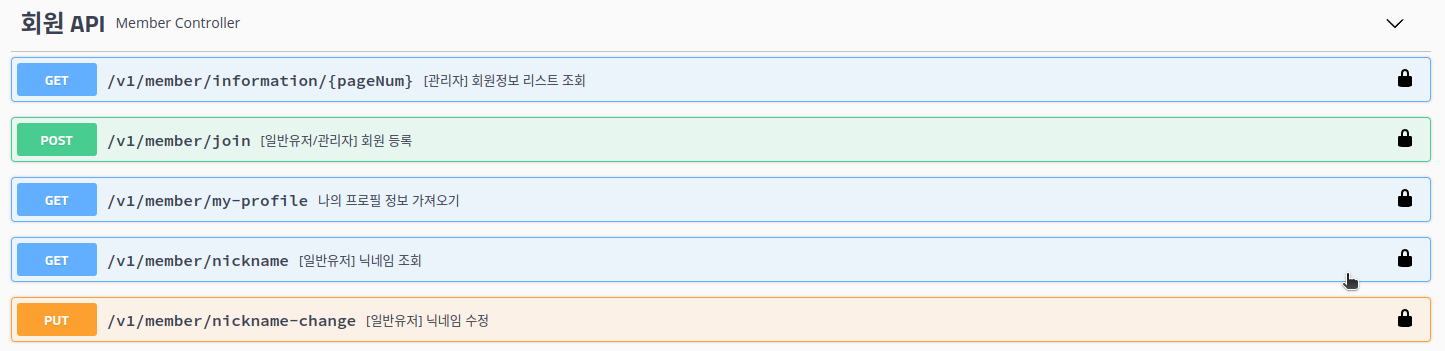 회원 API Member Controller
GET /v1/member/information/{pageNum} [관리자] 회원정보 리스트 조회
POST /v1/member/join [일반유저/관리자] 회원 등록
GET /v1/member/my-profile 나의 프로필 정보 가져오기
GET /v1/member/nickname [일반유저] 닉네임 조회
PUT /v1/member/nickname-change [일반유저] 닉네임 수정